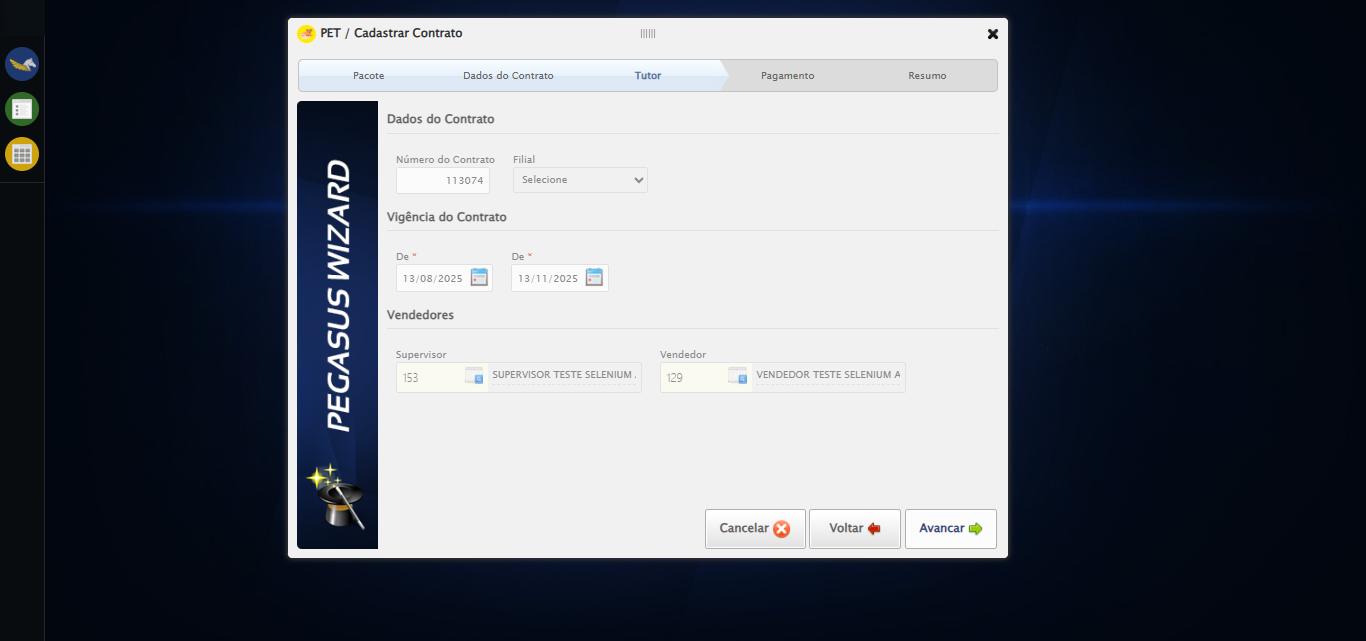 PET / Cadastrar Contrato
Pacote
Dados do Contrato
Tutor
Pagamento
Resumo
PEGASUS WIZARD
Dados do Contrato
Número do Contrato
Filial
113074
Selecione
Vigência do Contrato
De *
De *
13/08/2025
13/11/2025
Vendedores
Supervisor
Vendedor
153
SUPERVISOR TESTE SELENIUM
129
VENDEDOR TESTE SELENIUM A
Cancelar
Voltar
Avancar